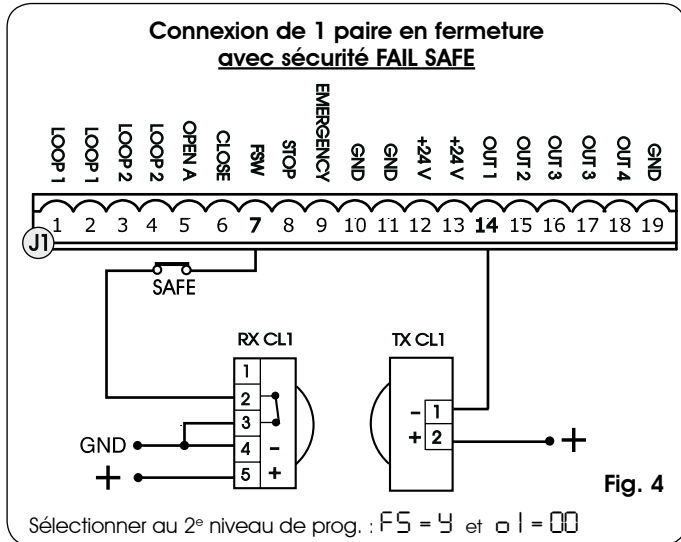 Connexion de 1 paire en fermeture
avec sécurité FAIL SAFE
LOOP 1 LOOP 1 LOOP 2 LOOP 2 OPEN A CLOSE FSW STOP EMERGENCY GND GND +24 V +24 V OUT 1 OUT 2 OUT 3 OUT 3 OUT 4 GND
1 2 3 4 5 6 7 8 9 10 11 12 13 14 15 16 17 18 19
J1
SAFE
RX CL1 TX CL1
1
2
3
GND 4 -
+ 5 +
- 1
+ 2 +
Fig. 4
Sélectionner au 2e niveau de prog. : FS = Y et o1 = 00